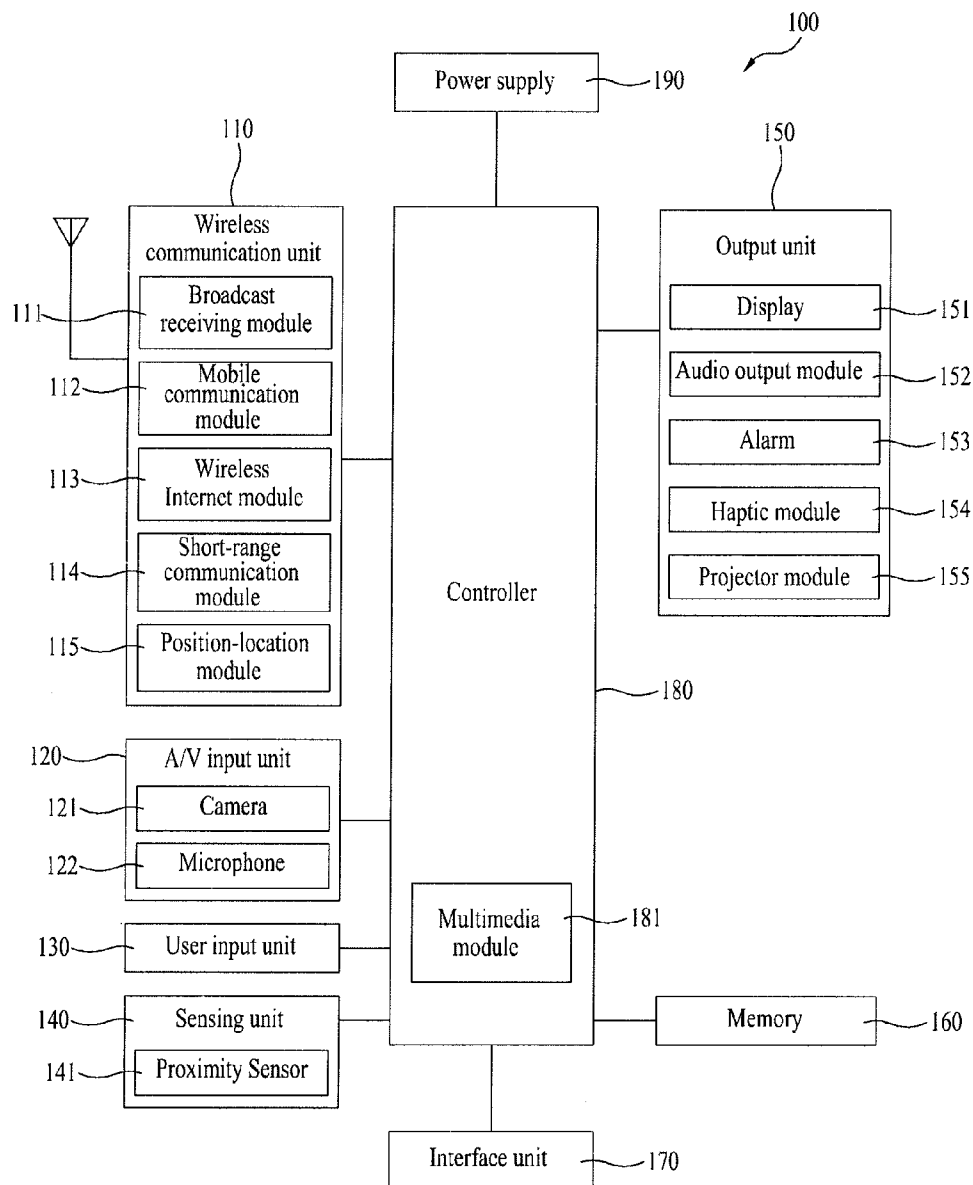 100
Power supply
190
110
150
Wireless
communication unit
Output unit
Broadcast
receiving module
111
Display
151
Mobile
communication
module
112
Audio output module
152
Wireless
Internet module
113
Alarm
153
Short-range
communication
module
114
Haptic module
154
Controller
Projector module
155
Position-location
module
115
180
A/V input unit
120
Camera
121
Microphone
122
Multimedia
module
181
User input unit
130
Sensing unit
140
Proximity Sensor
141
Memory
160
Interface unit
170